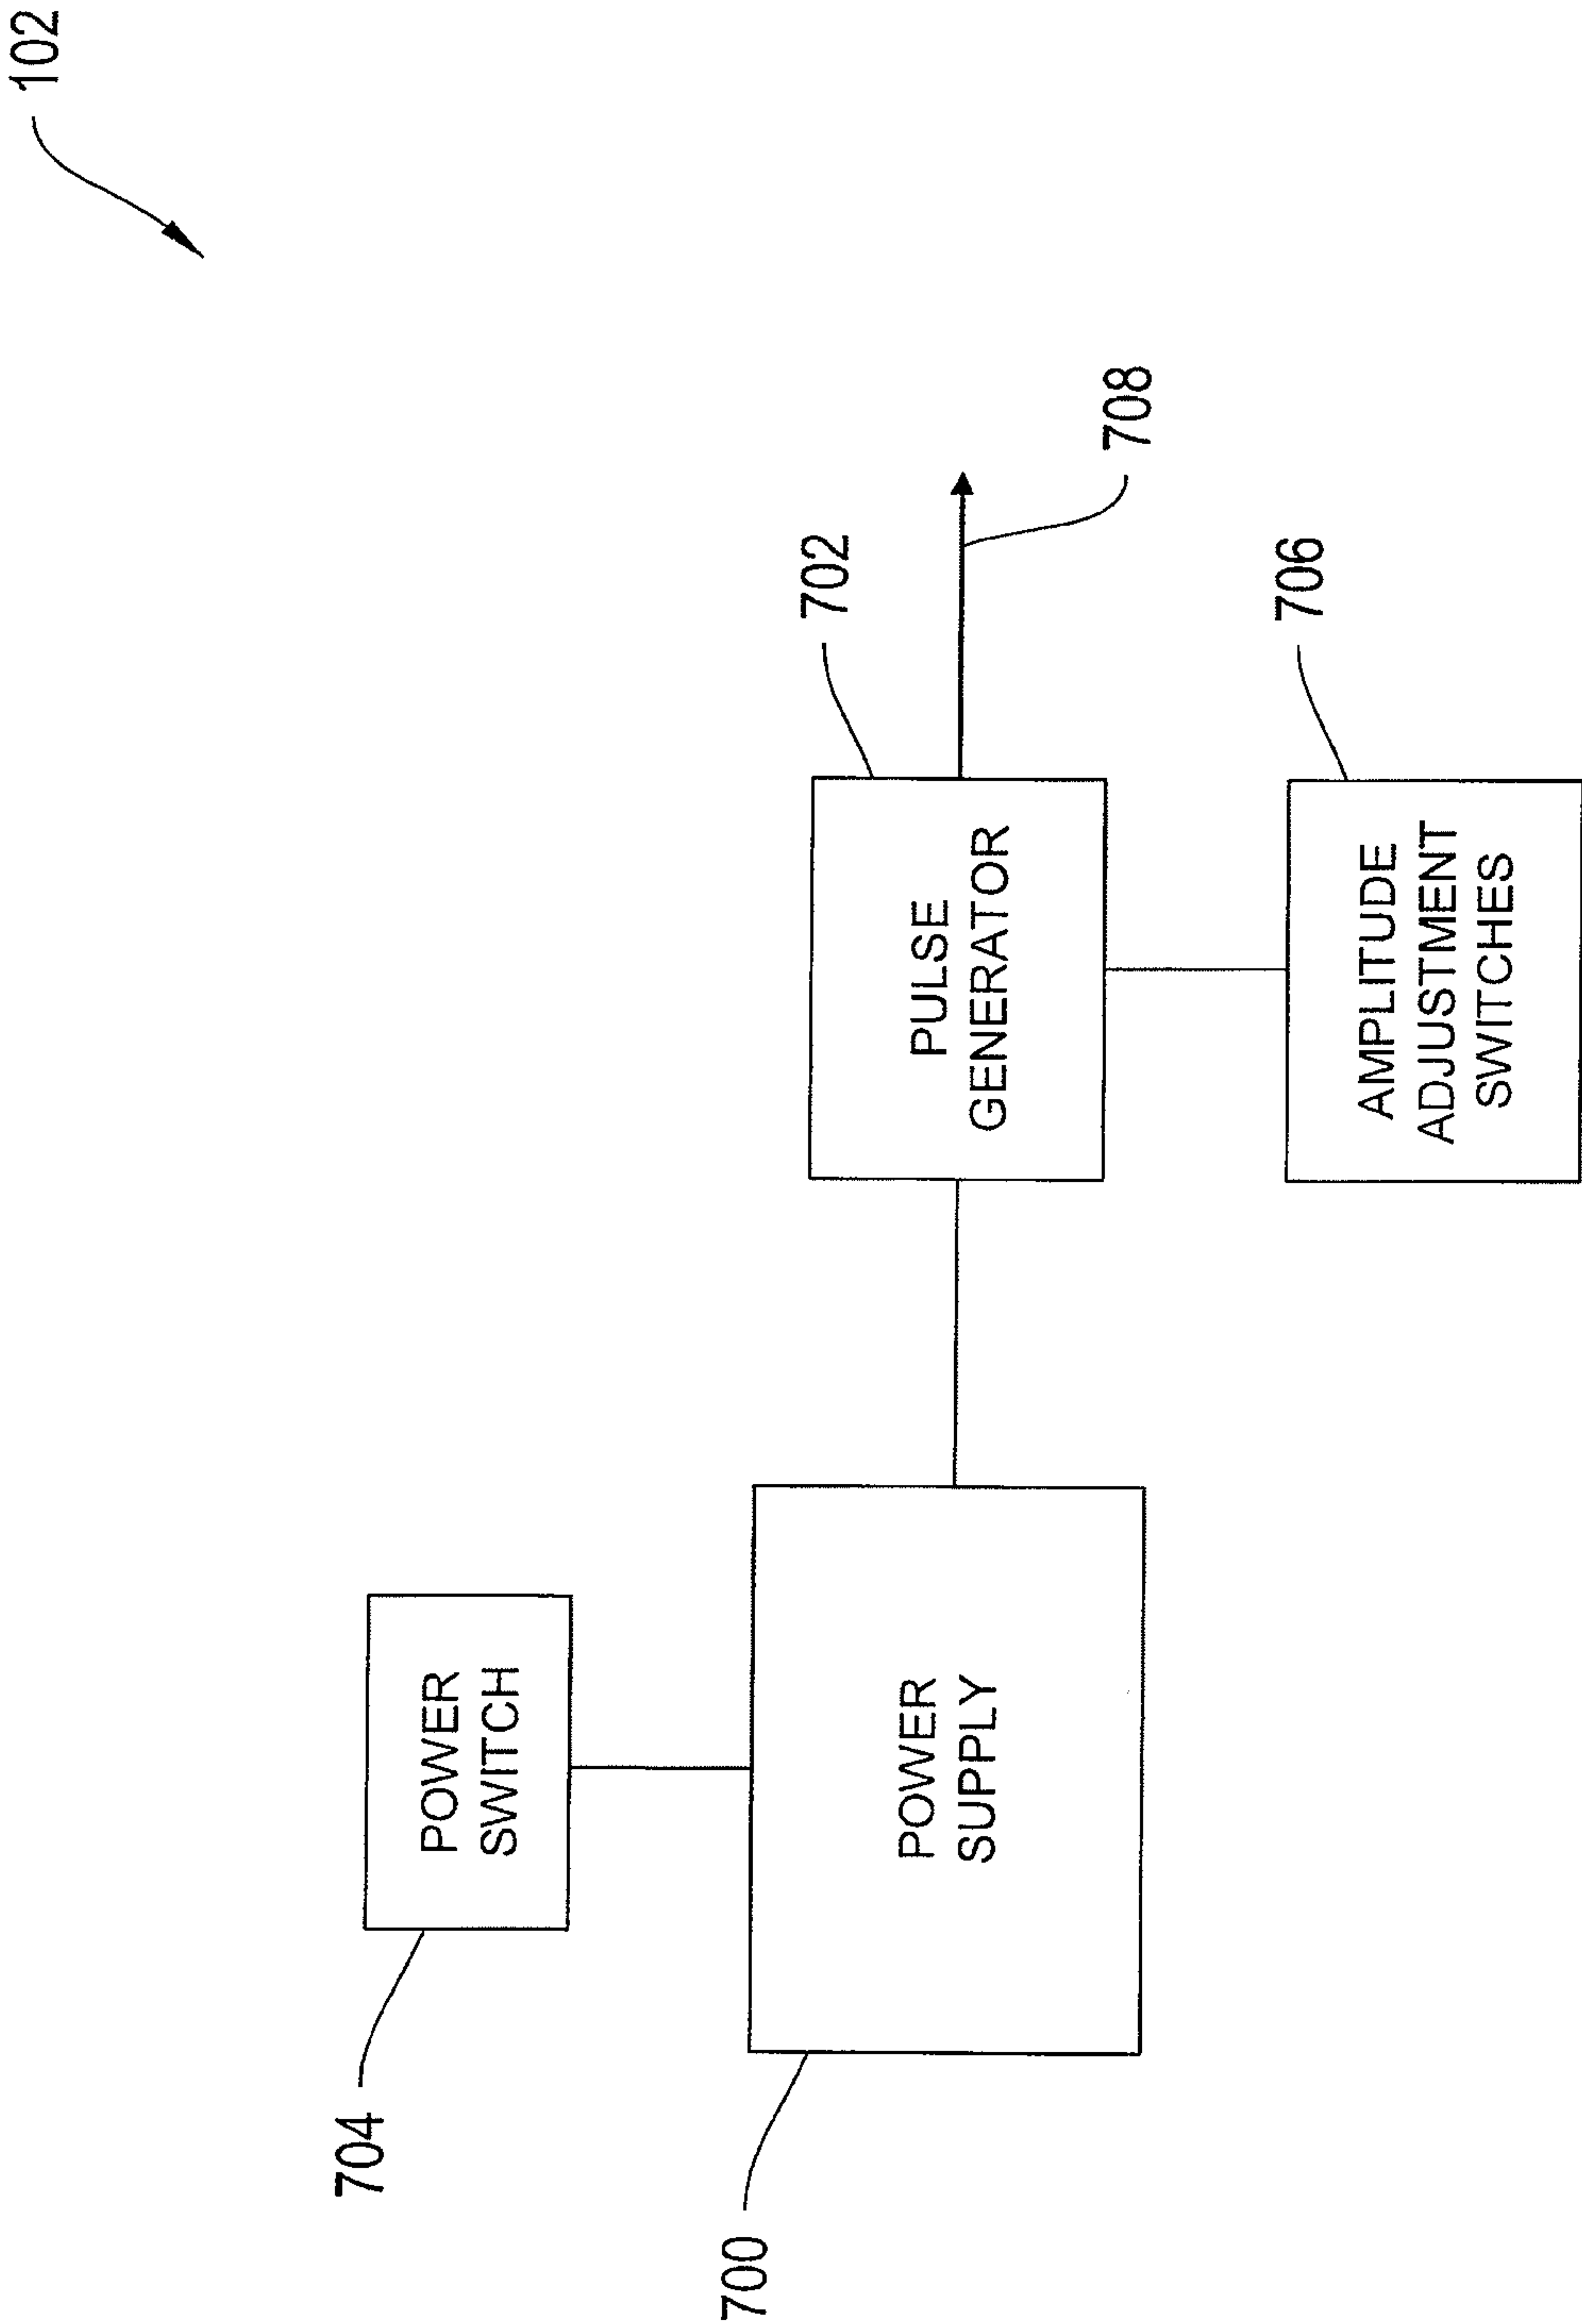 102
704
POWER
SWITCH
700
POWER
SUPPLY
702
PULSE
GENERATOR
708
706
AMPLITUDE
ADJUSTMENT
SWITCHES